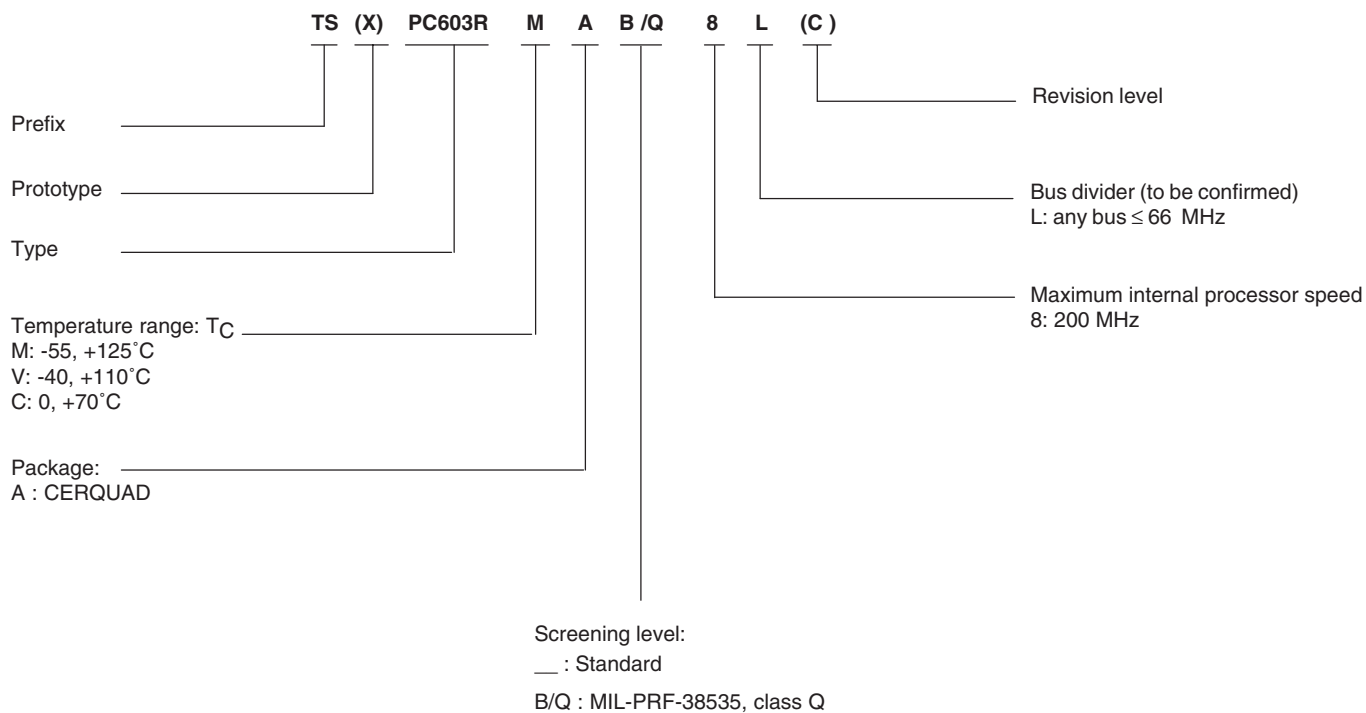 TS (X) PC603R M A B /Q 8 L (C )
Prefix
Prototype
Type
Temperature range: TC
M: -55, +125˚C
V: -40, +110˚C
C: 0, +70˚C
Package:
A : CERQUAD
Screening level:
__ : Standard
B/Q : MIL-PRF-38535, class Q
Revision level
Bus divider (to be confirmed)
L: any bus ≤ 66 MHz
Maximum internal processor speed
8: 200 MHz